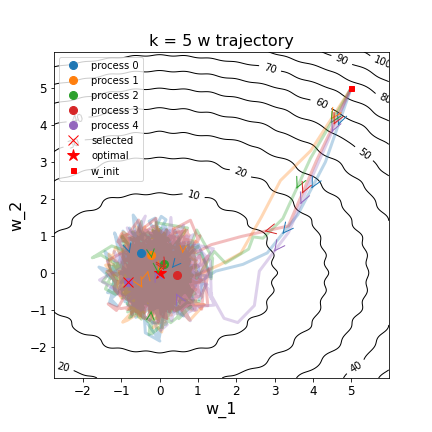 k = 5 w trajectory
process 0
process 1
process 2
process 3
process 4
selected
optimal
w_init
90
100
80
70
60
50
20
10
40
20
5
4
3
2
1
0
−1
−2
w_2
−2 −1 0 1 2 3 4 5
w_1